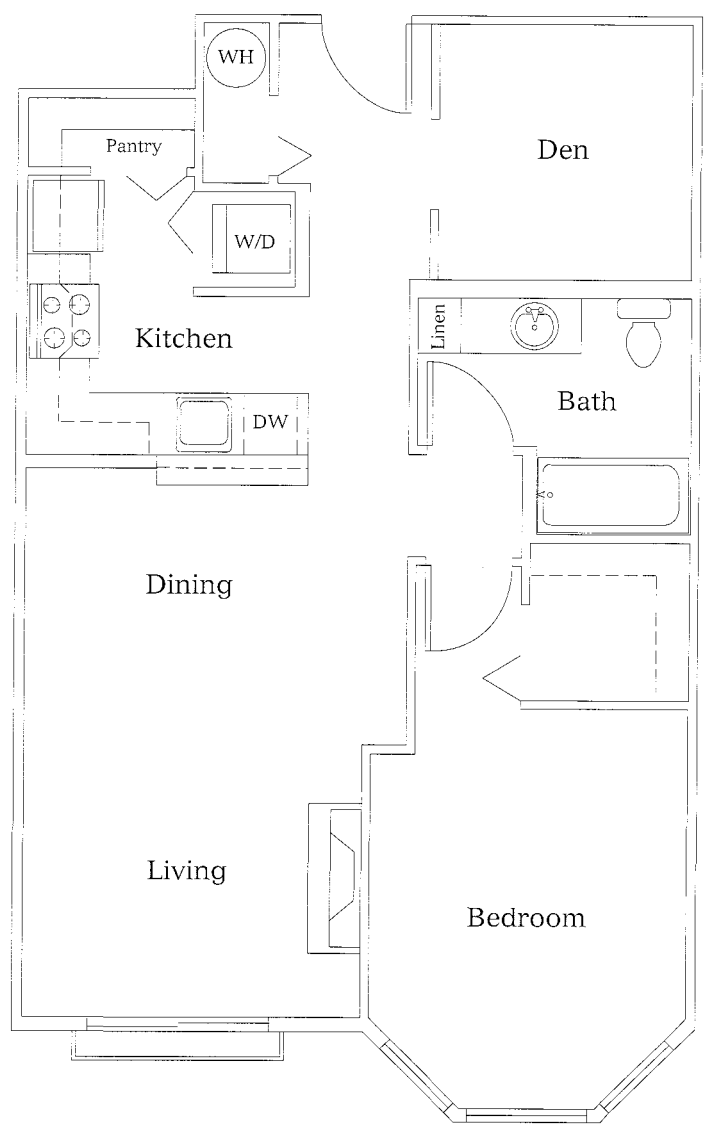 WH
Pantry
Den
W/D
Kitchen
Linen
Bath
DW
Dining
Living
Bedroom